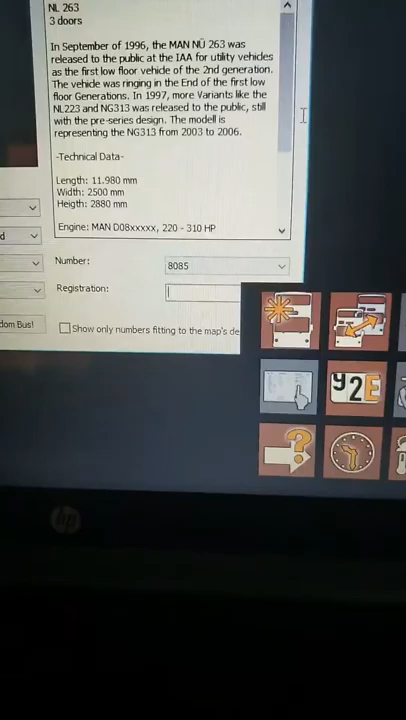 NL 263
3 doors
In September of 1996, the MAN NÜ 263 was
released to the public at the IAA for utility vehicles
as the first low floor vehicle of the 2nd generation.
The vehicle was ringing in the End of the first low
floor Generations. In 1997, more Variants like the
NL223 and NG313 was released to the public, still
with the pre-series design. The modell is
representing the NG313 from 2003 to 2006.
-Technical Data-
Length: 11.980 mm
Width: 2500 mm
Heigth: 2880 mm
Engine: MAN D08xxxxx, 220 - 310 HP
Number:
8085
d
Registration:
dom Bus!
Show only numbers fitting to the map's de
y2E
?
hp